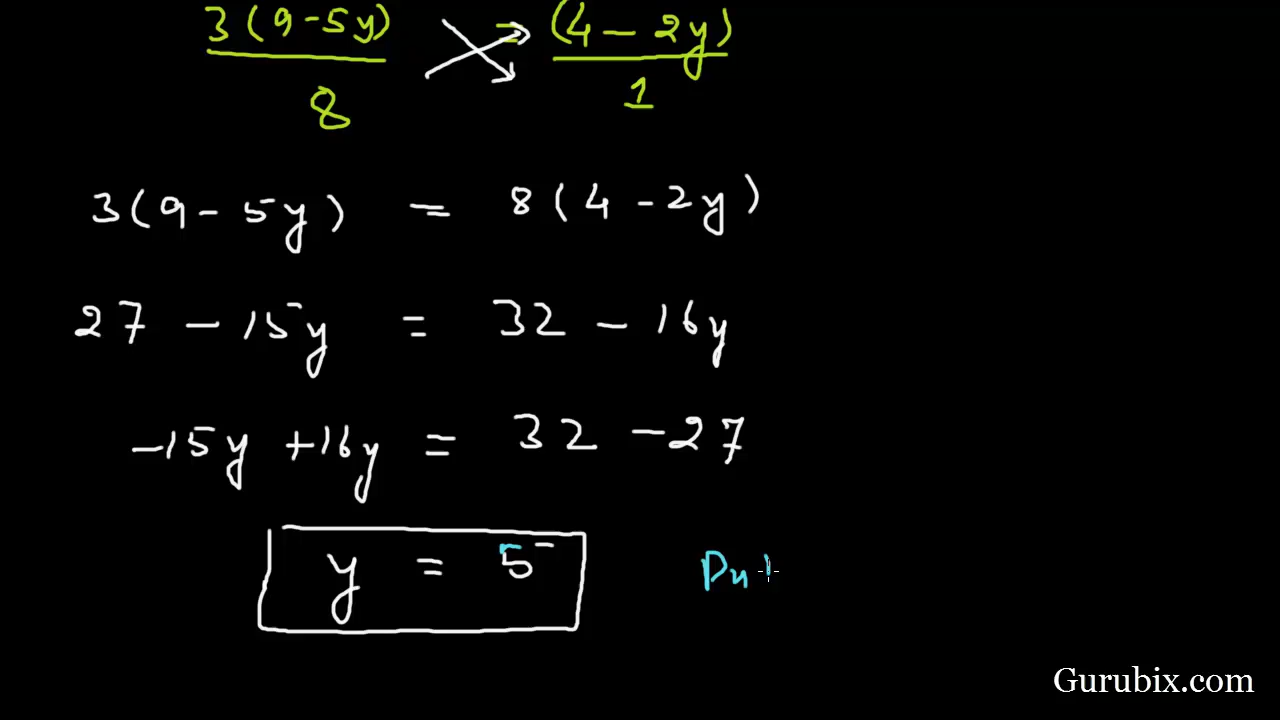 3(9-5y)/8 = (4-2y)/1
3(9-5y) = 8(4-2y)
27 - 15y = 32 - 16y
-15y +16y = 32 -27
y = 5
Put
Gurubix.com